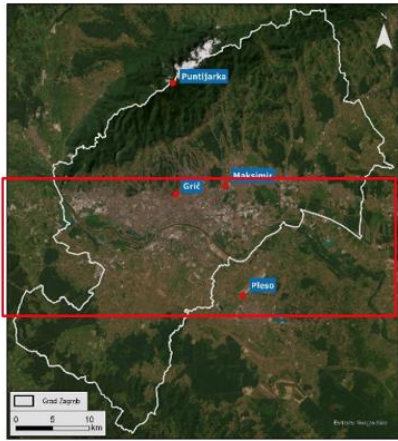 Puntijarka
Maksimir
Grič
Pleso
Grad Zagreb
0 5 10
km